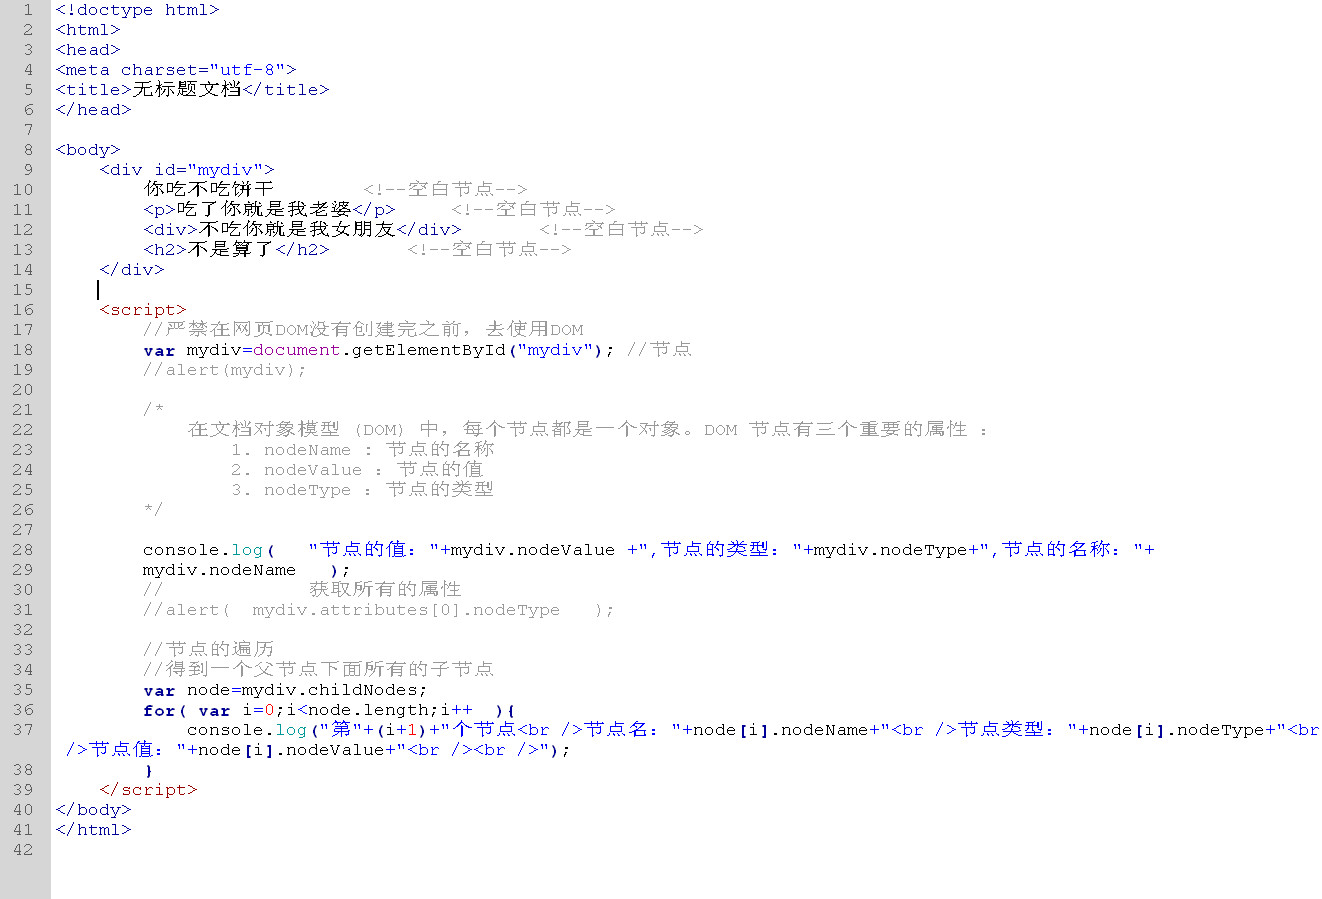 1 <!doctype html>
2 <html>
3 <head>
4 <meta charset="utf-8">
5 <title>无标题文档</title>
6 </head>
7
8 <body>
9 <div id="mydiv">
10 你吃不吃饼干 <!--空白节点-->
11 <p>吃了你就是我老婆</p> <!--空白节点-->
12 <div>不吃你就是我女朋友</div> <!--空白节点-->
13 <h2>不是算了</h2> <!--空白节点-->
14 </div>
15
16 <script>
17 //严禁在网页DOM没有创建完之前，去使用DOM
18 var mydiv=document.getElementById("mydiv"); //节点
19 //alert(mydiv);
20
21 /*
22 在文档对象模型 (DOM) 中，每个节点都是一个对象。DOM 节点有三个重要的属性 ：
23 1. nodeName : 节点的名称
24 2. nodeValue ：节点的值
25 3. nodeType ：节点的类型
26 */
27
28 console.log( "节点的值："+mydiv.nodeValue +",节点的类型："+mydiv.nodeType+",节点的名称："+
29 mydiv.nodeName );
30 // 获取所有的属性
31 //alert( mydiv.attributes[0].nodeType );
32
33 //节点的遍历
34 //得到一个父节点下面所有的子节点
35 var node=mydiv.childNodes;
36 for( var i=0;i<node.length;i++ ){
37 console.log("第"+(i+1)+"个节点<br />节点名："+node[i].nodeName+"<br />节点类型："+node[i].nodeType+"<br
/>节点值："+node[i].nodeValue+"<br /><br />");
38 }
39 </script>
40 </body>
41 </html>
42